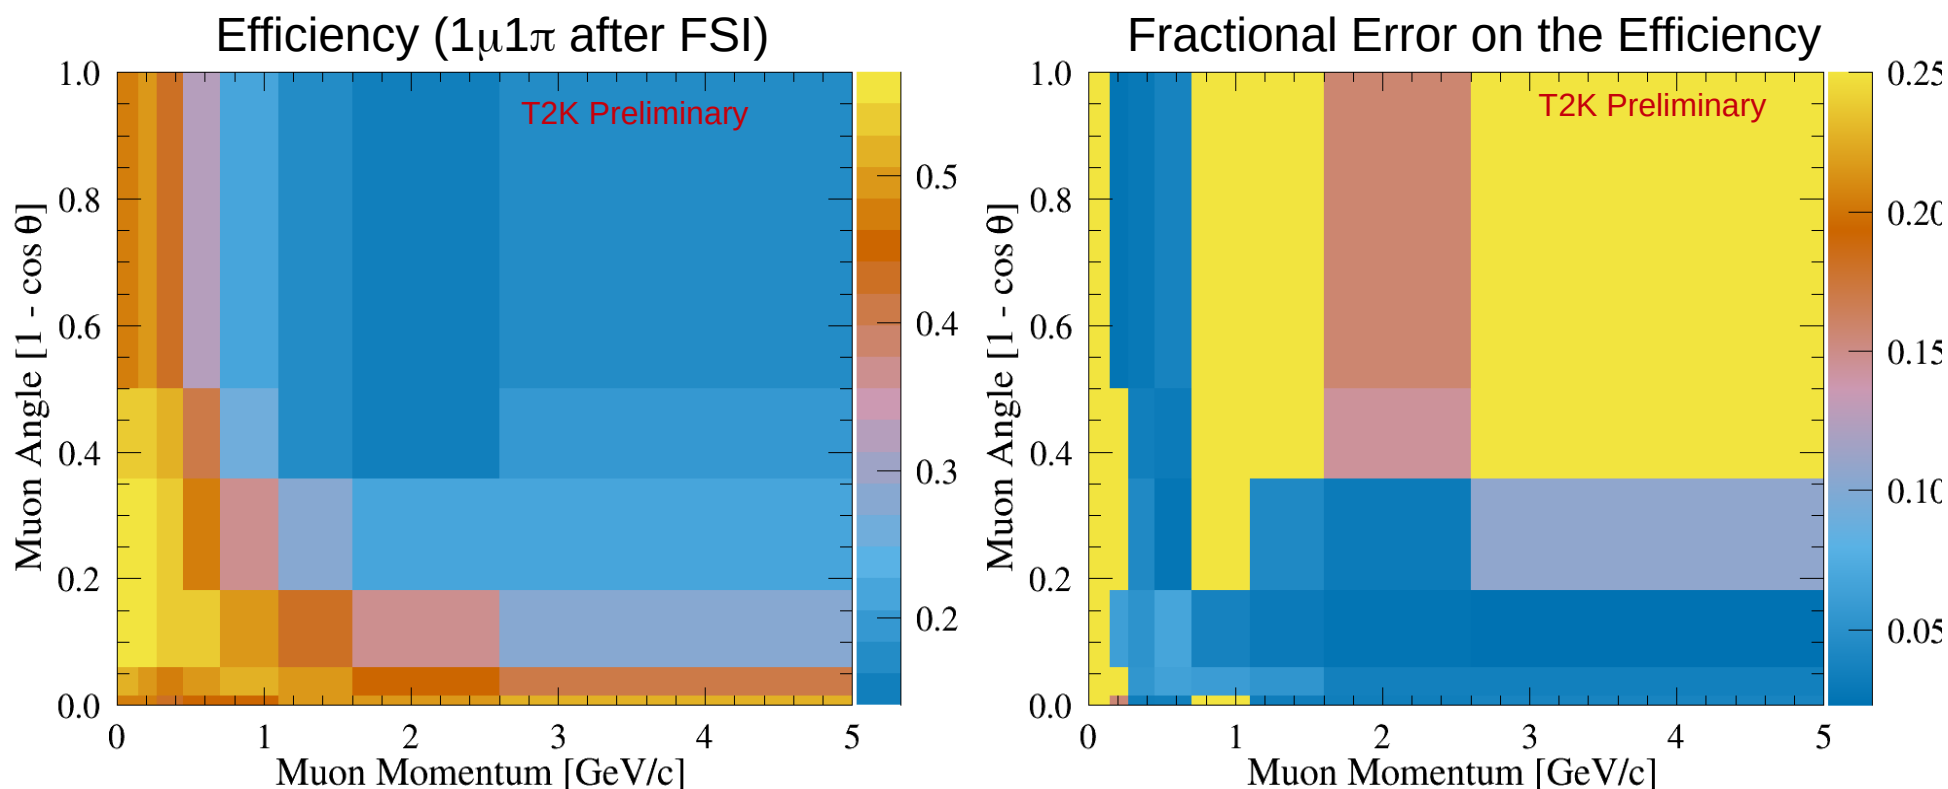 Efficiency (1μ1π after FSI)
T2K Preliminary
1.0
0.8
0.6
0.4
0.2
0.0
Muon Angle [1 - cos θ]
0 1 2 3 4 5
Muon Momentum [GeV/c]
0.5
0.4
0.3
0.2
Fractional Error on the Efficiency
T2K Preliminary
1.0
0.8
0.6
0.4
0.2
0.0
Muon Angle [1 - cos θ]
0 1 2 3 4 5
Muon Momentum [GeV/c]
0.25
0.20
0.15
0.10
0.05